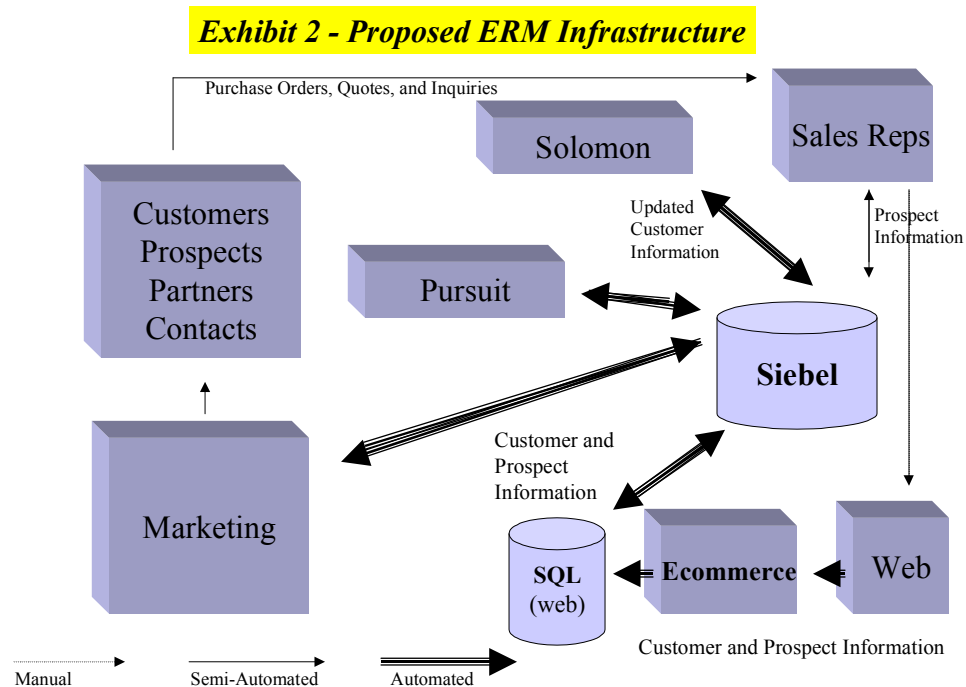 Exhibit 2 - Proposed ERM Infrastructure
Purchase Orders, Quotes, and Inquiries
Solomon
Sales Reps
Customers
Prospects
Partners
Contacts
Updated
Customer
Information
Prospect
Information
Pursuit
Siebel
Customer and
Prospect
Information
Marketing
SQL
(web)
Ecommerce
Web
Customer and Prospect Information
Manual
Semi-Automated
Automated